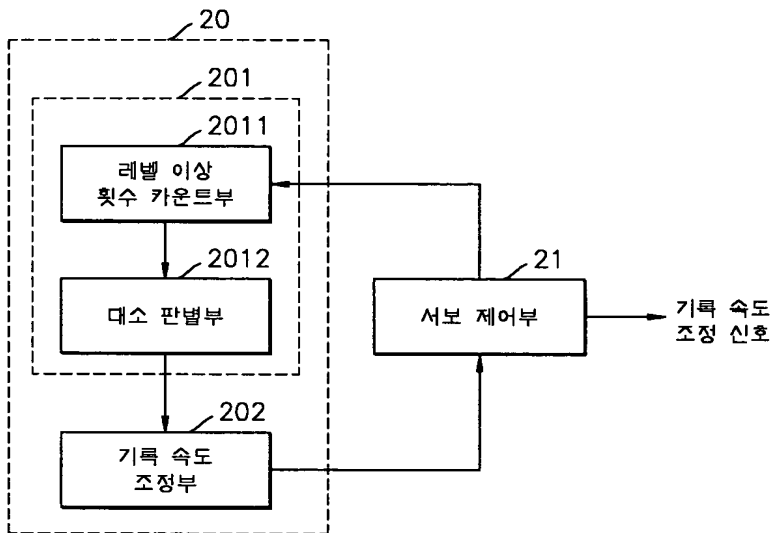 20
201
2011
레벨 이상
횟수 카운트부
2012
대소 판별부
21
서보 제어부
기록 속도
조정 신호
202
기록 속도
조정부